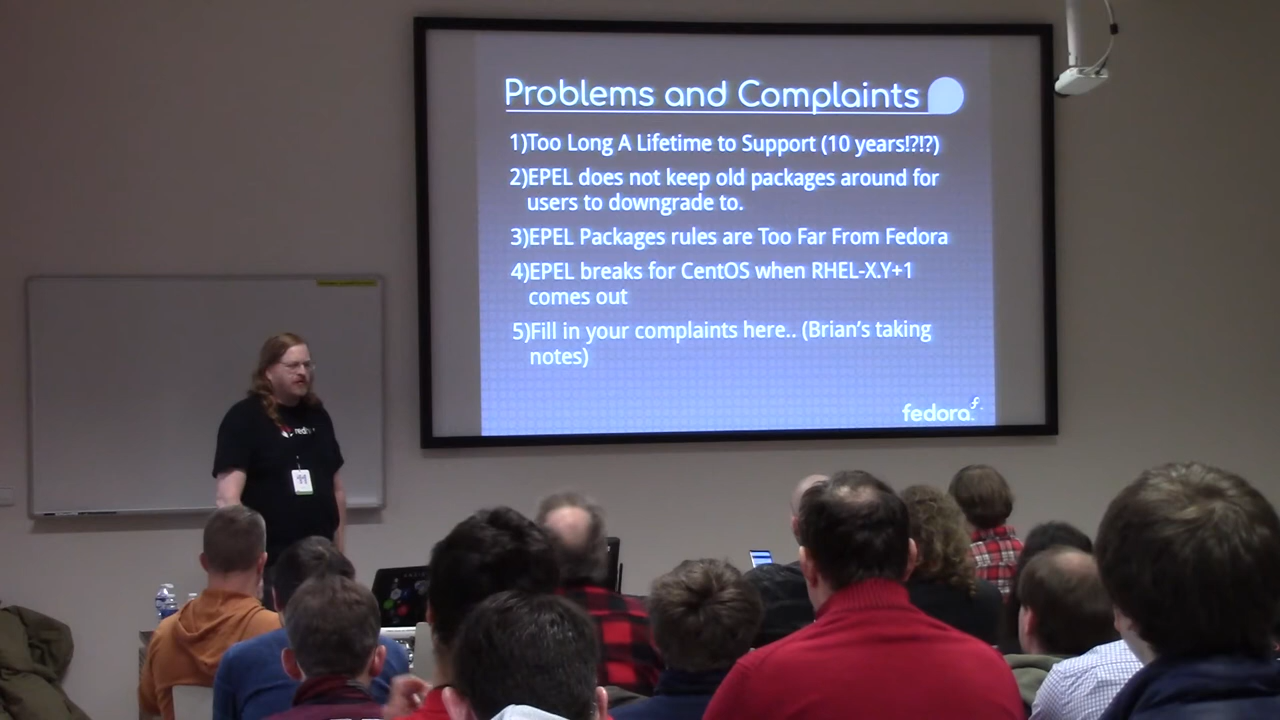 Problems and Complaints
1)Too Long A Lifetime to Support (10 years!?!?)
2)EPEL does not keep old packages around for
users to downgrade to.
3)EPEL Packages rules are Too Far From Fedora
4)EPEL breaks for CentOS when RHEL-X.Y+1
comes out
5)Fill in your complaints here.. (Brian's taking
notes)
fedora